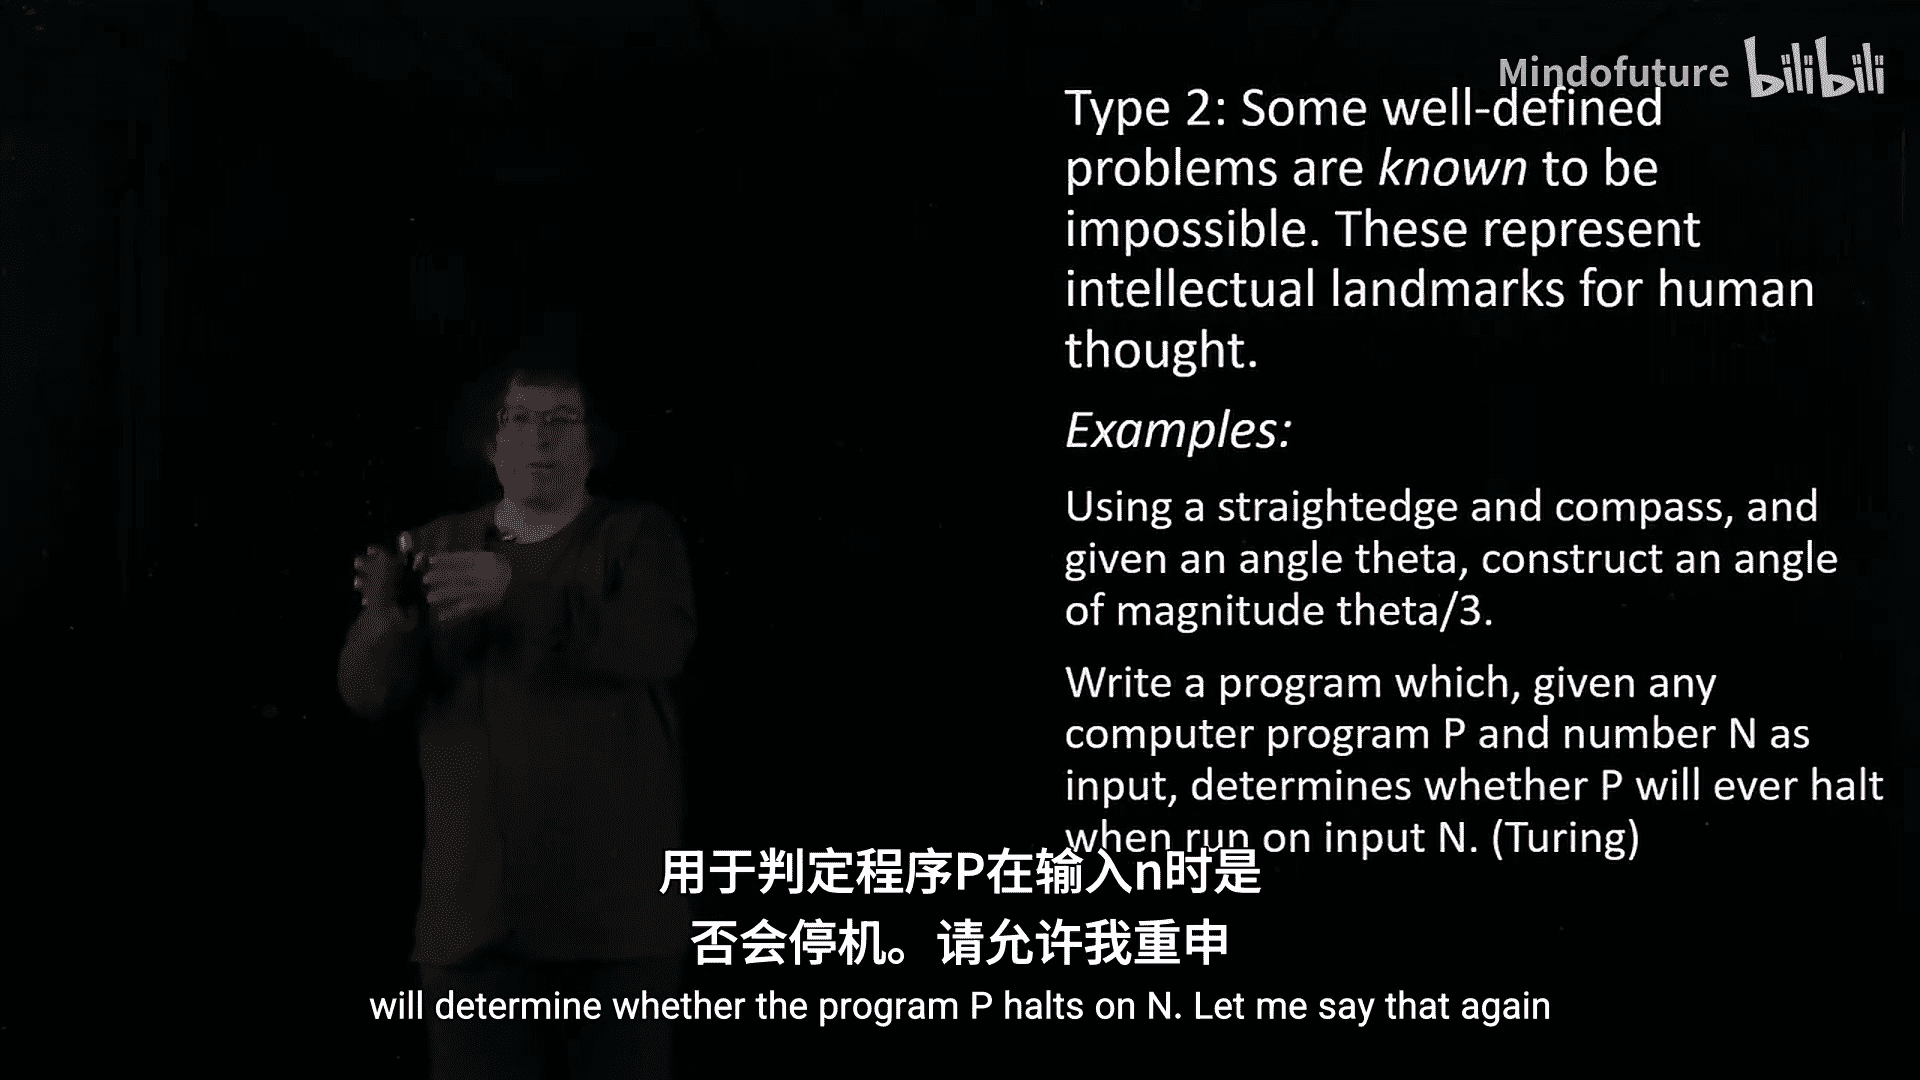 Mindofuture bilibili
Type 2: Some well-defined
problems are known to be
impossible. These represent
intellectual landmarks for human
thought.
Examples:
Using a straightedge and compass, and
given an angle theta, construct an angle
of magnitude theta/3.
Write a program which, given any
computer program P and number N as
input, determines whether P will ever halt
when run on input N. (Turing)
用于判定程序P在输入n时是
否会停机。请允许我重申
will determine whether the program P halts on N. Let me say that again